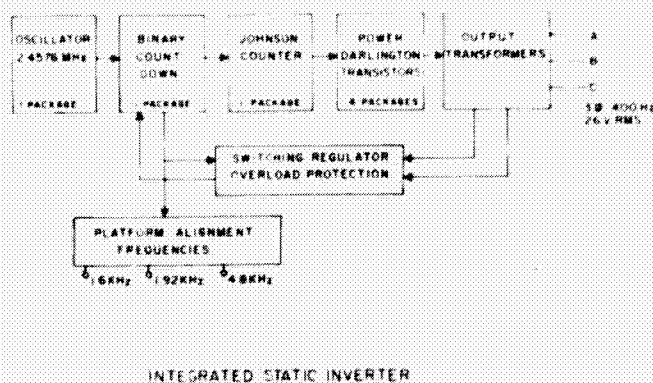 OSCILLATOR
2.4576 MHz
1 PACKAGE
BINARY
COUNT
DOWN
1 PACKAGE
JOHNSON
COUNTER
1 PACKAGE
POWER
DARLINGTON
TRANSISTORS
PACKAGES
OUTPUT
TRANSFORMERS
A
B
C
3Ø 400 Hz
26 V RMS
SWITCHING REGULATOR
OVERLOAD PROTECTION
PLATFORM ALIGNMENT
FREQUENCIES
1.6KHz 1.92KHz 4.8KHz
INTEGRATED STATIC INVERTER